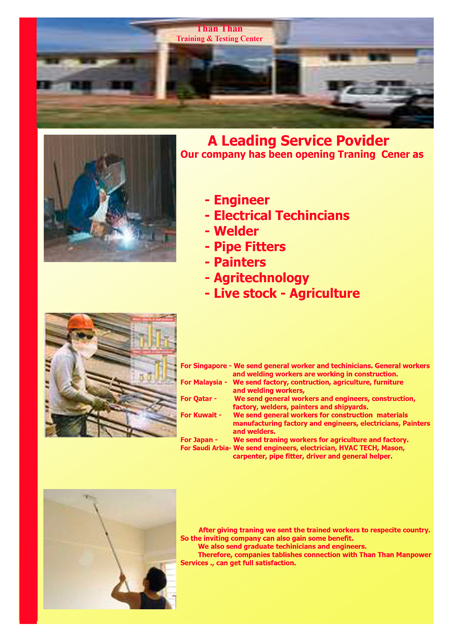 Than Than
Training & Testing Center
A Leading Service Povider
Our company has been opening Traning Cener as
- Engineer
- Electrical Techincians
- Welder
- Pipe Fitters
- Painters
- Agritechnology
- Live stock - Agriculture
For Singapore - We send general worker and techinicians. General workers
and welding workers are working in construction.
For Malaysia - We send factory, contruction, agriculture, furniture
and welding workers,
For Qatar - We send general workers and engineers, construction,
factory, welders, painters and shipyards.
For Kuwait - We send general workers for construction materials
manufacturing factory and engineers, electricians, Painters
and welders.
For Japan - We send traning workers for agriculture and factory.
For Saudi Arbia- We send engineers, electrician, HVAC TECH, Mason,
carpenter, pipe fitter, driver and general helper.
After giving traning we sent the trained workers to respecite country.
So the inviting company can also gain some benefit.
We also send graduate techinicians and engineers.
Therefore, companies tablishes connection with Than Than Manpower
Services ., can get full satisfaction.